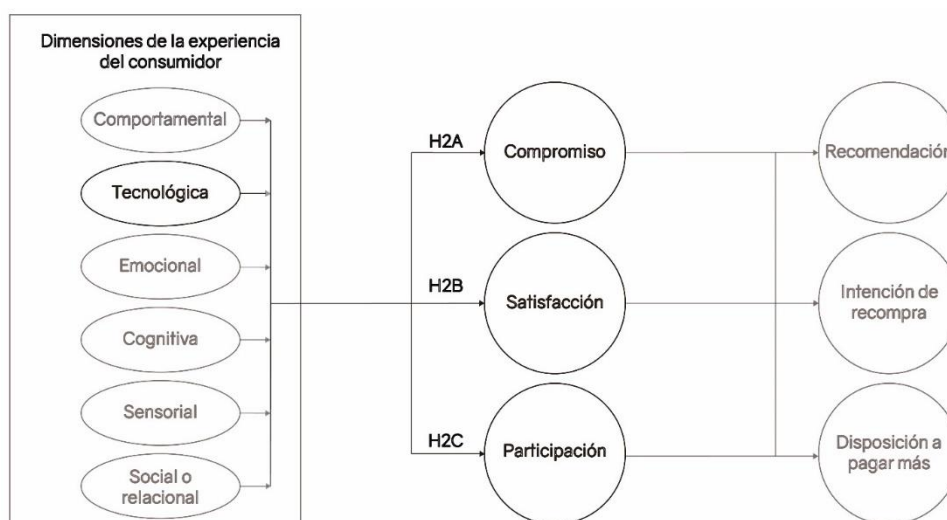 Dimensiones de la experiencia
del consumidor
Comportamental
Tecnológica
Emocional
Cognitiva
Sensorial
Social o
relacional
H2A
H2B
H2C
Compromiso
Satisfacción
Participación
Recomendación
Intención de
recompra
Disposición a
pagar más